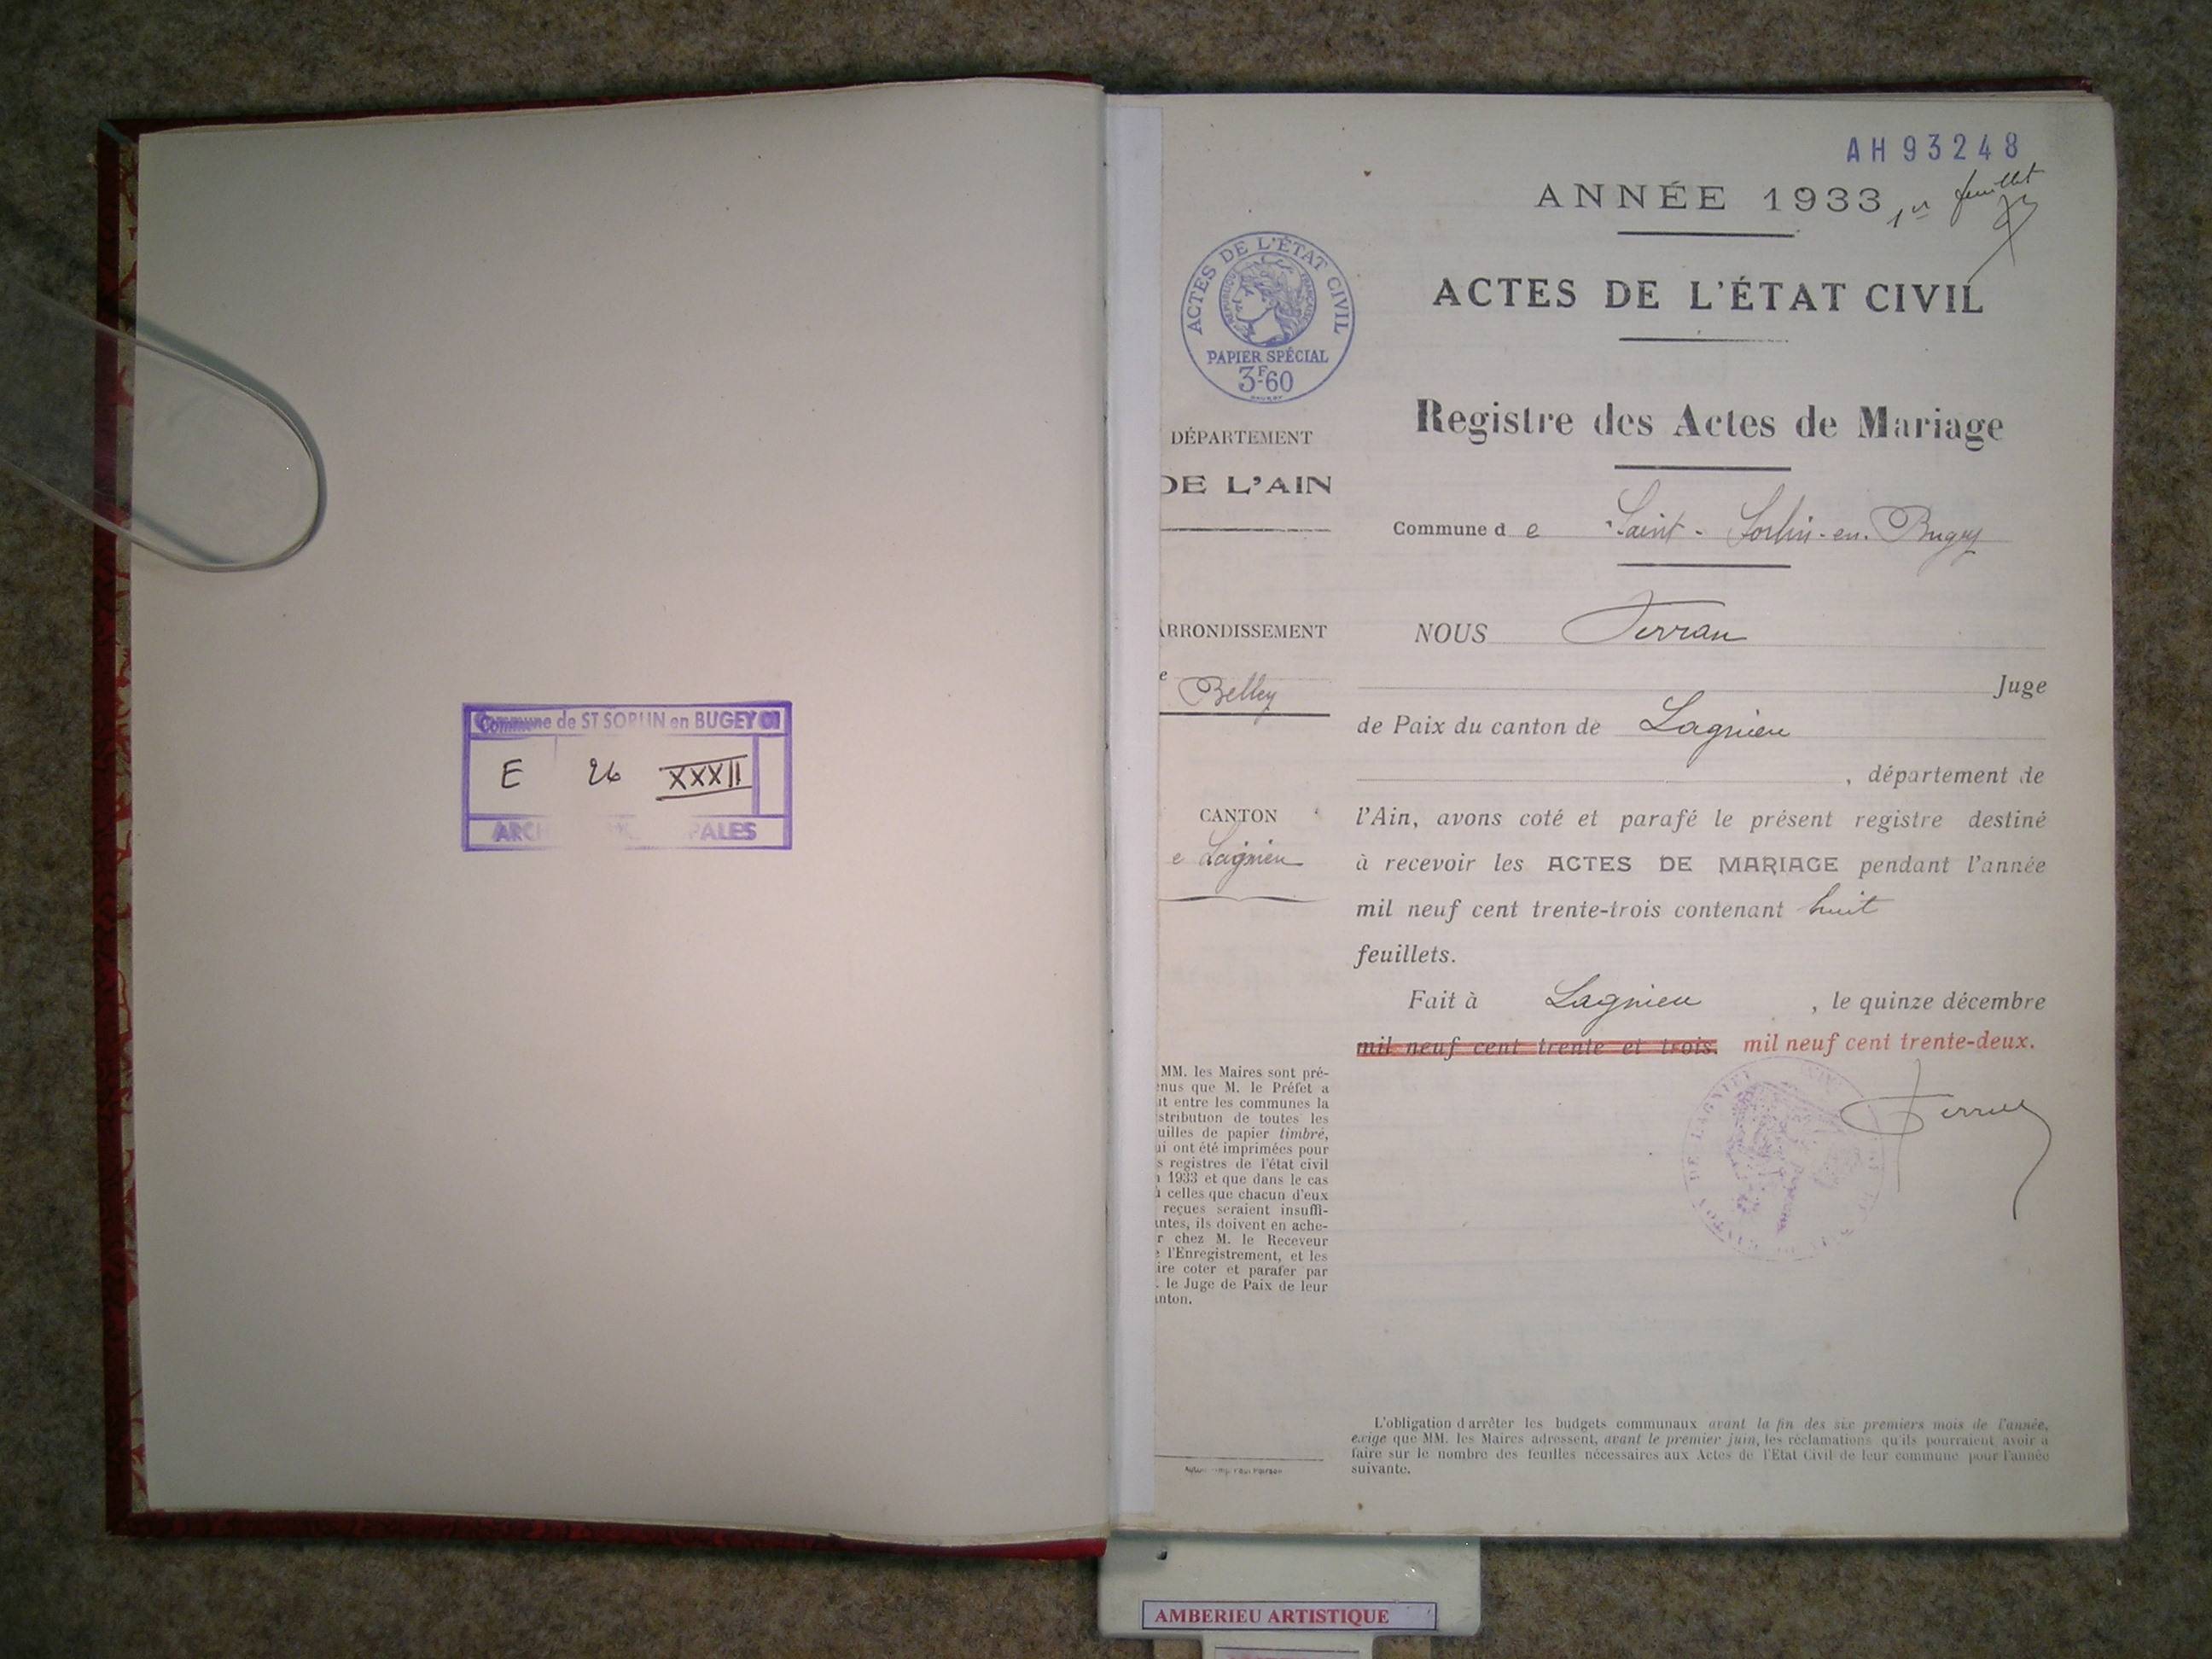 Commune de ST SORLIN en BUGEY 01
E 26 XXXII
AH93248
ANNÉE 1933
1er feuillet
ACTES DE L'ÉTAT CIVIL
RÉPUBLIQUE FRANÇAISE
PAPIER SPÉCIAL
3F60
ACTES DE L'ÉTAT CIVIL
Registre des Actes de Mariage
DÉPARTEMENT
DE L'AIN
Commune d e Saint-Sorlin-en-Bugey
ARRONDISSEMENT
e Belley
CANTON
e Lagnieu
NOUS Ferran
Juge
de Paix du canton de Lagnieu
, département de
l'Ain, avons coté et parafé le présent registre destiné
à recevoir les ACTES DE MARIAGE pendant l'année
mil neuf cent trente-trois contenant huit
feuillets.
Fait à Lagnieu, le quinze décembre
mil neuf cent trente et trois. mil neuf cent trente-deux.
MM. les Maires sont pré-
enus que M. le Préfet a
it entre les communes la
stribution de toutes les
uilles de papier timbré,
ui ont été imprimées pour
s registres de l'état civil
1933 et que dans le cas
celles que chacun d'eux
reçues seraient insuffi-
antes, ils doivent en ache-
r chez M. le Receveur
l'Enregistrement, et les
ire coter et parafer par
. le Juge de Paix de leur
anton.
L'obligation d'arrêter les budgets communaux avant la fin des six premiers mois de l'année,
exige que MM. les Maires adressent, avant le premier juin, les réclamations qu'ils pourraient avoir à
faire sur le nombre des feuilles nécessaires aux Actes de l'Etat Civil de leur commune pour l'année
suivante.
AMBERIEU ARTISTIQUE